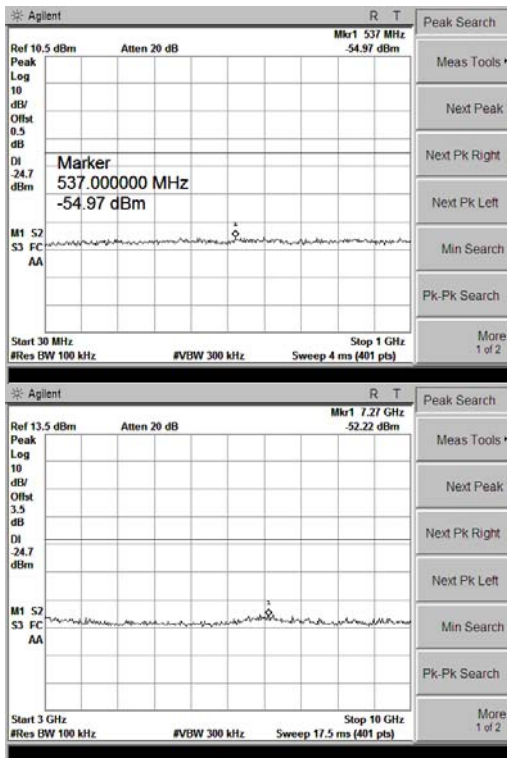 Agilent R T
Peak Search
Mkr1 537 MHz
Ref 10.5 dBm Atten 20 dB -54.97 dBm
Peak
Log
10
dB/
Offst
0.5
dB
DI
-24.7
dBm
Marker
537.000000 MHz
-54.97 dBm
1
M1 S2
S3 FC
AA
Start 30 MHz Stop 1 GHz
#Res BW 100 kHz #VBW 300 kHz Sweep 4 ms (401 pts)
Meas Tools
Next Peak
Next Pk Right
Next Pk Left
Min Search
Pk-Pk Search
More
1 of 2
Agilent R T
Peak Search
Mkr1 7.27 GHz
Ref 13.5 dBm Atten 20 dB -52.22 dBm
Peak
Log
10
dB/
Offst
3.5
dB
DI
-24.7
dBm
1
M1 S2
S3 FC
AA
Start 3 GHz Stop 10 GHz
#Res BW 100 kHz #VBW 300 kHz Sweep 17.5 ms (401 pts)
Meas Tools
Next Peak
Next Pk Right
Next Pk Left
Min Search
Pk-Pk Search
More
1 of 2